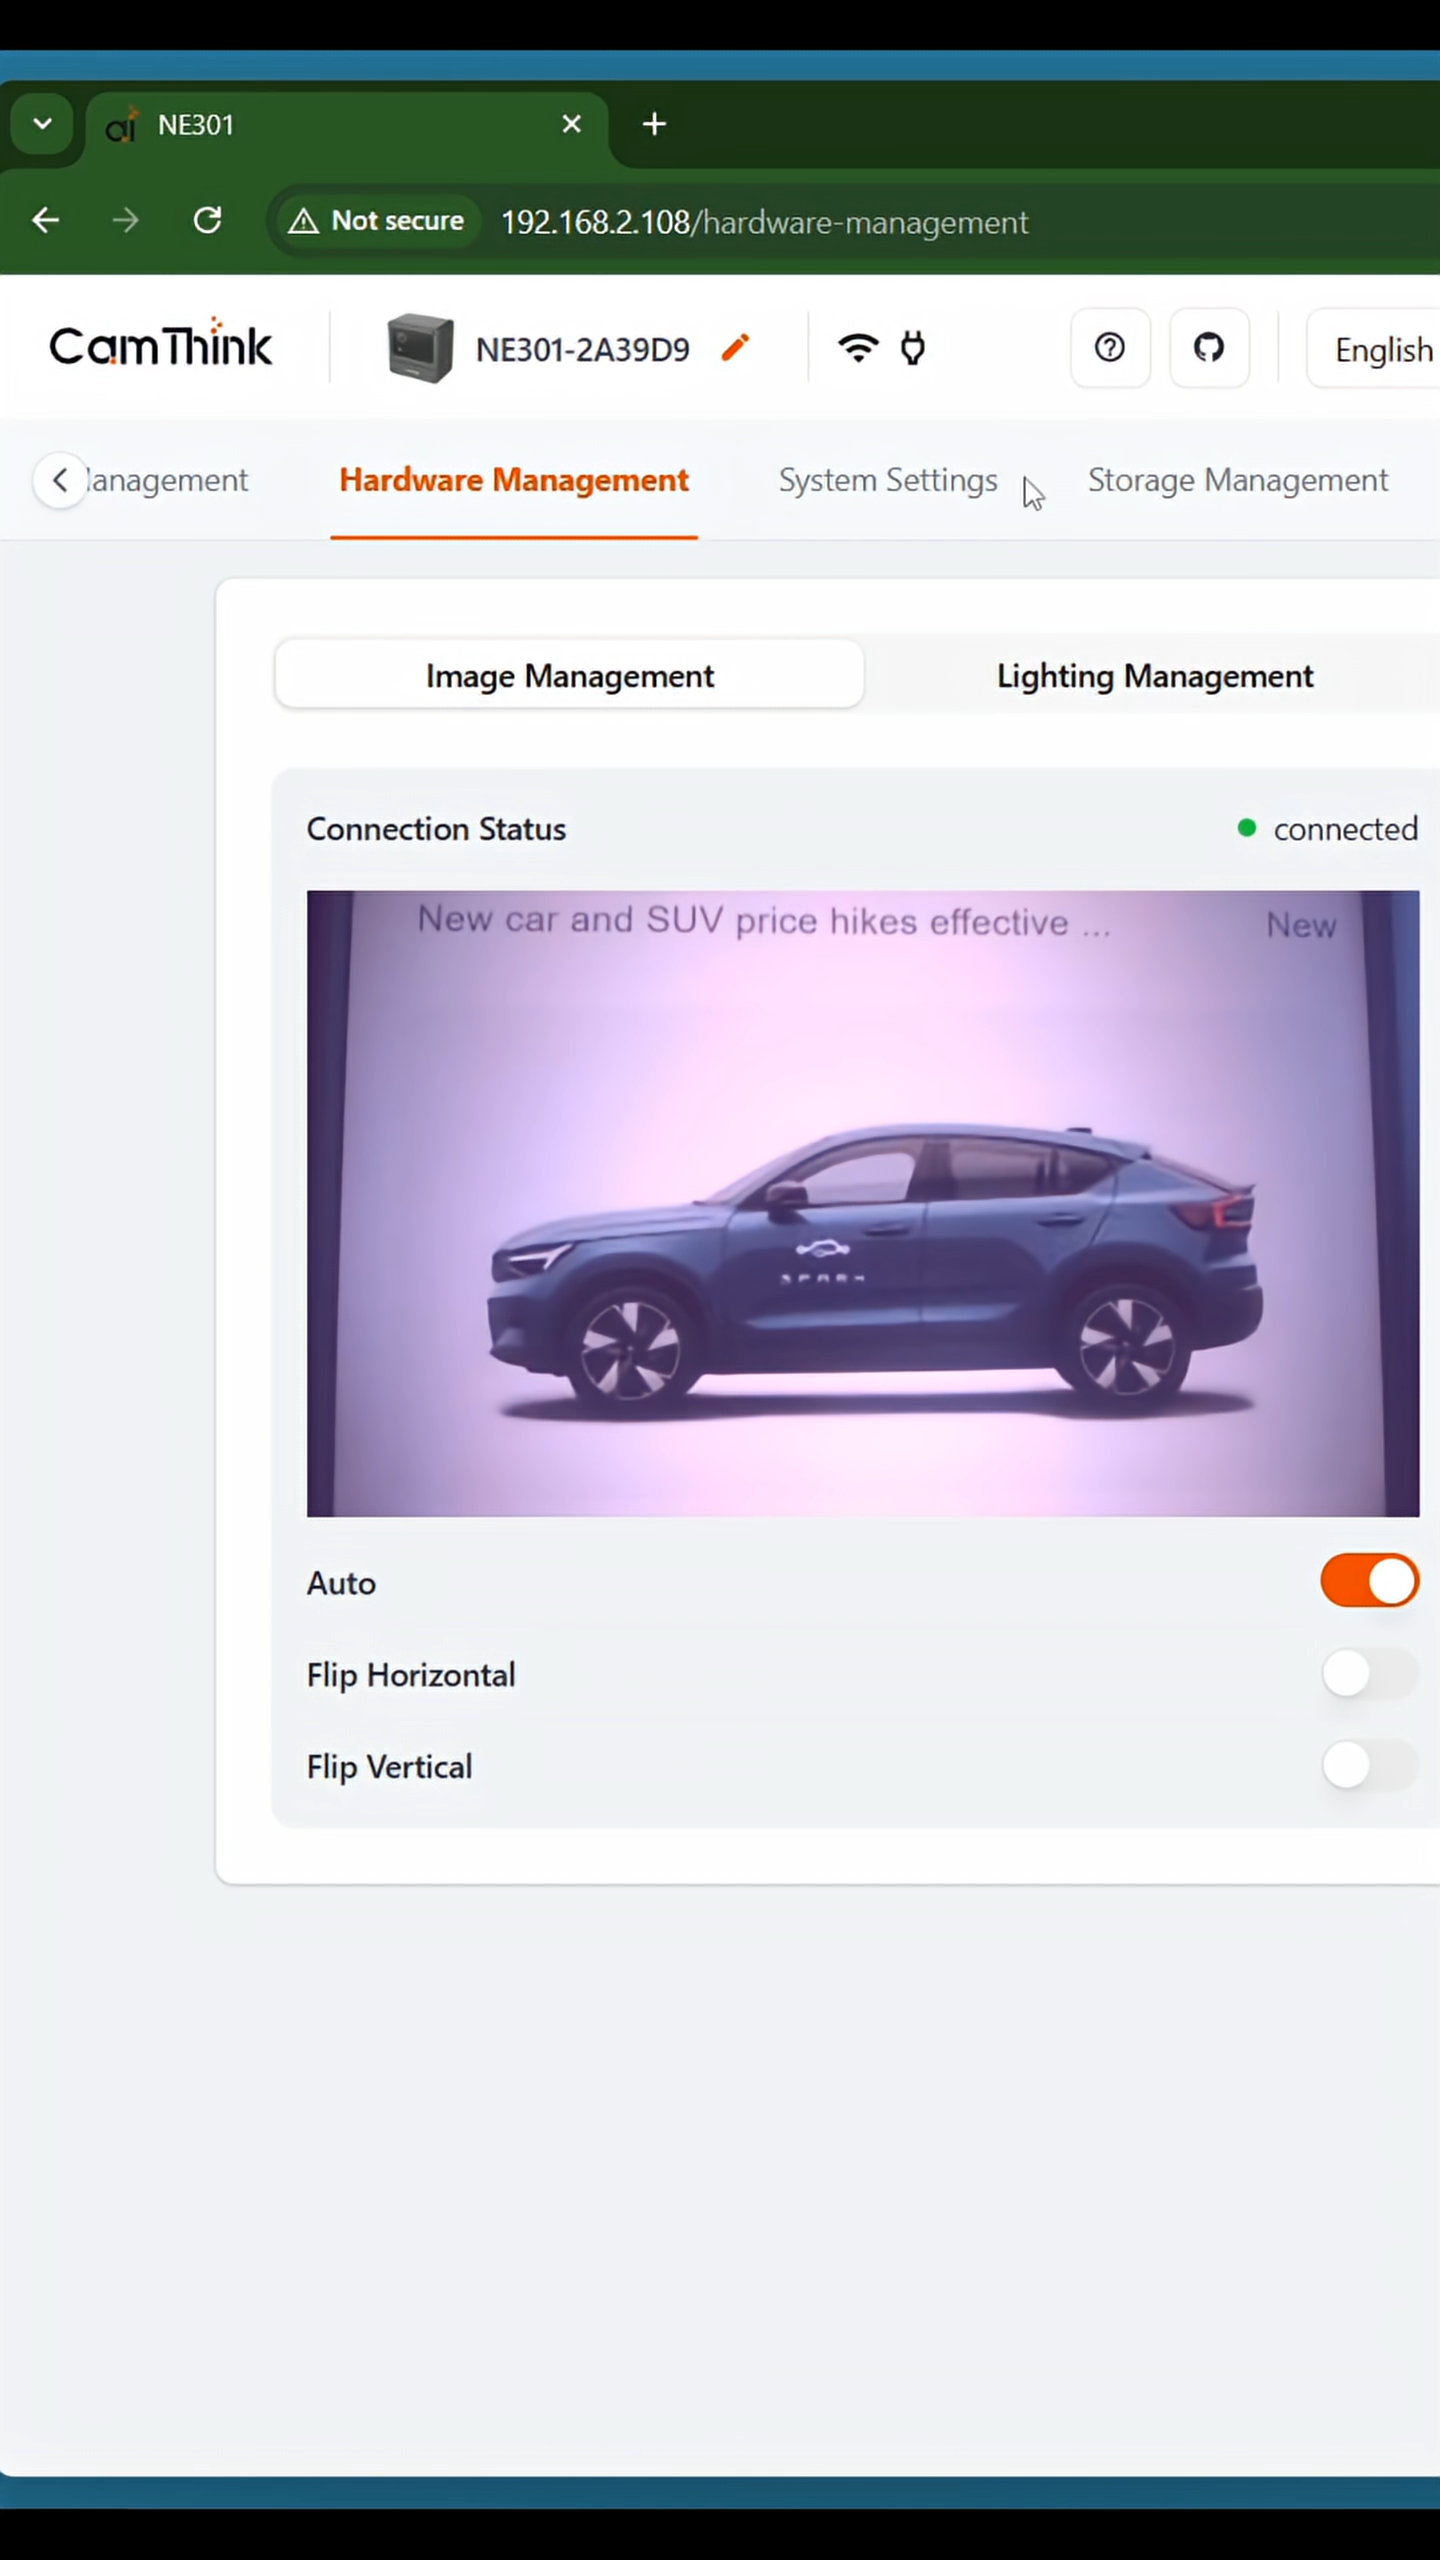 NE301
Not secure 192.168.2.108/hardware-management
CamThink NE301-2A39D9 English
anagement Hardware Management System Settings Storage Management
Image Management Lighting Management
Connection Status connected
New car and SUV price hikes effective ... New
Auto
Flip Horizontal
Flip Vertical